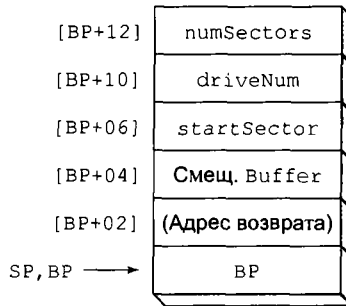 [BP+12] numSectors
[BP+10] driveNum
[BP+06] startSector
[BP+04] Смещ. Buffer
[BP+02] (Адрес возврата)
SP, BP BP